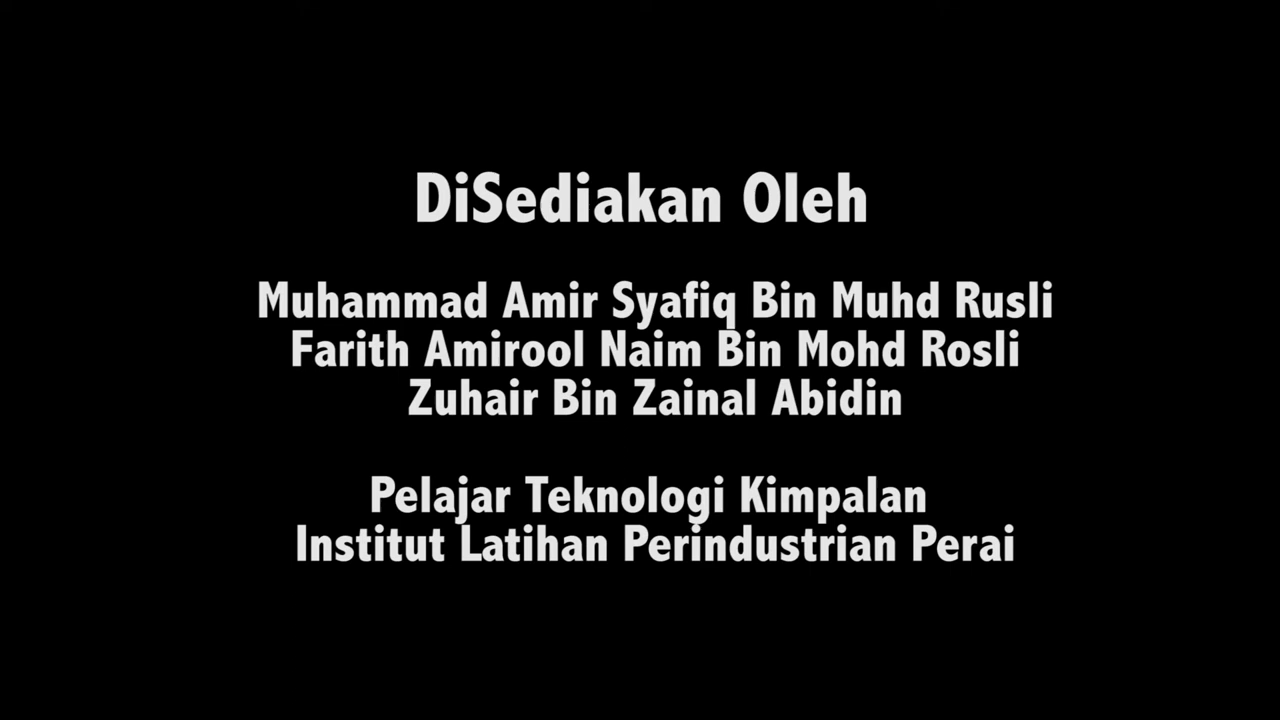 DiSediakan Oleh
Muhammad Amir Syafiq Bin Muhd Rusli
Farith Amirool Naim Bin Mohd Rosli
Zuhair Bin Zainal Abidin
Pelajar Teknologi Kimpalan
Institut Latihan Perindustrian Perai